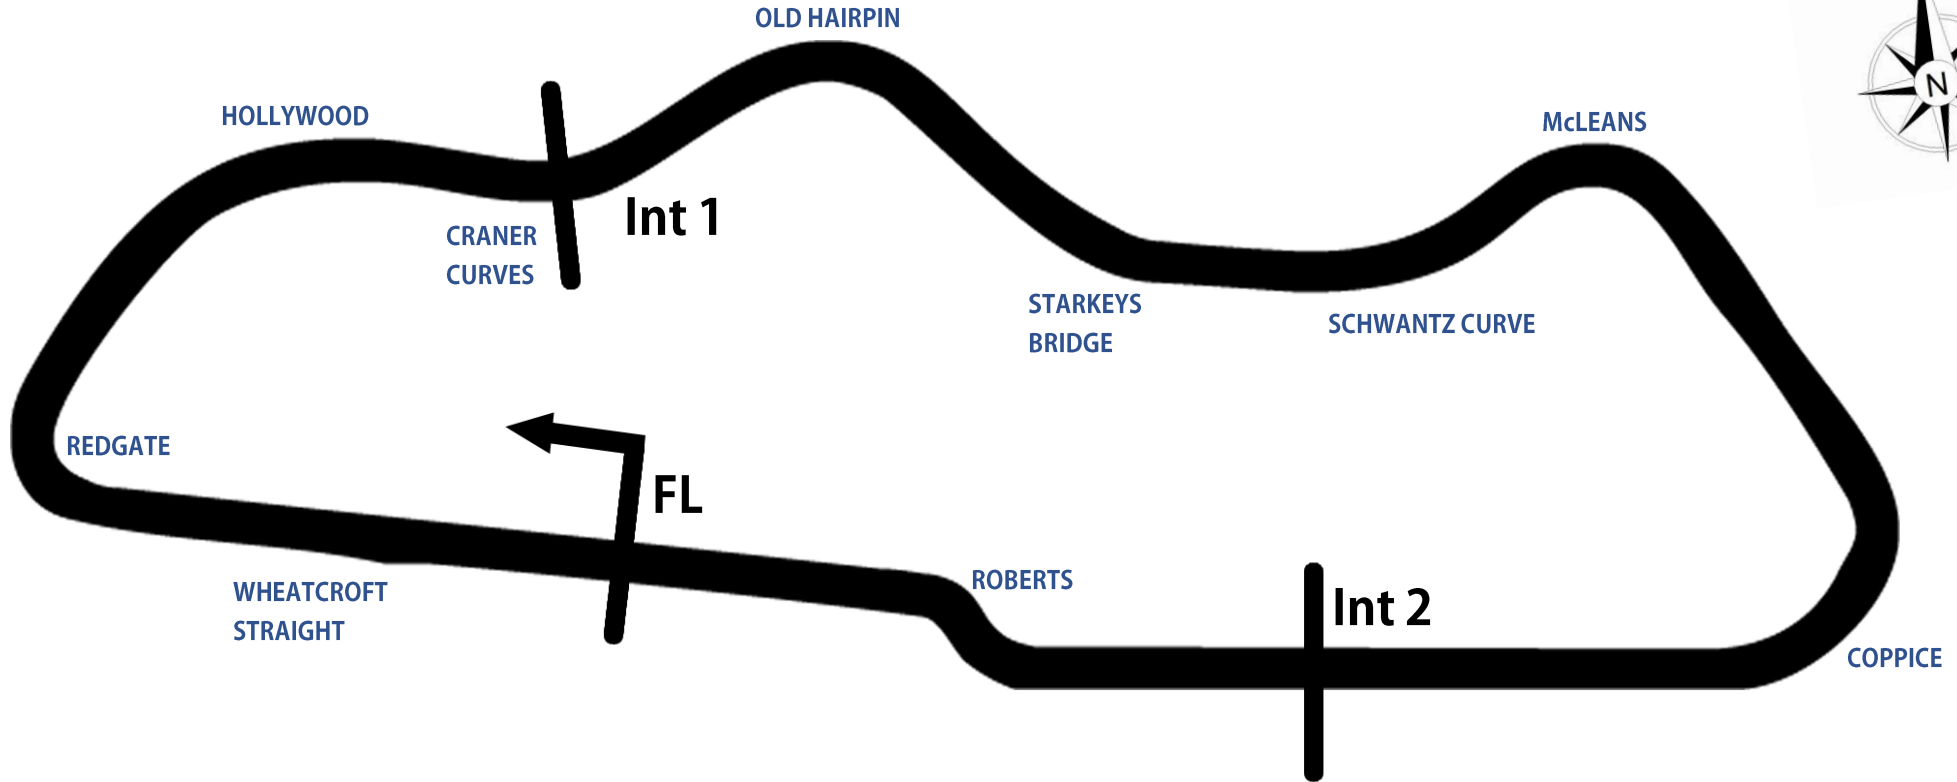 OLD HAIRPIN
HOLLYWOOD
McLEANS
N
CRANER
CURVES
Int 1
STARKEYS
BRIDGE
SCHWANTZ CURVE
REDGATE
FL
WHEATCROFT
STRAIGHT
ROBERTS
Int 2
COPPICE